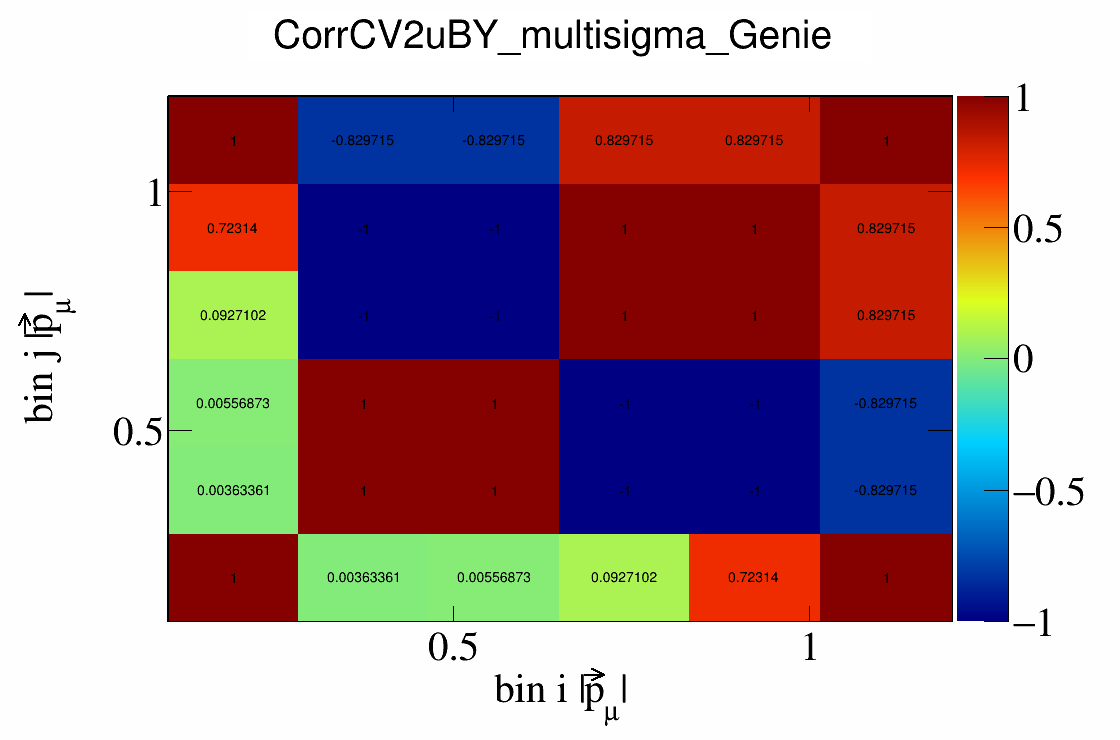 CorrCV2uBY_multisigma_Genie
1 -0.829715 -0.829715 0.829715 0.829715 1
0.72314 -1 -1 1 1 0.829715
0.0927102 -1 -1 1 1 0.829715
0.00556873 1 1 -1 -1 -0.829715
0.00363361 1 1 -1 -1 -0.829715
1 0.00363361 0.00556873 0.0927102 0.72314 1
1
0.5
bin j |p⃗μ|
0.5 1
bin i |p⃗μ|
1
0.5
0
−0.5
−1